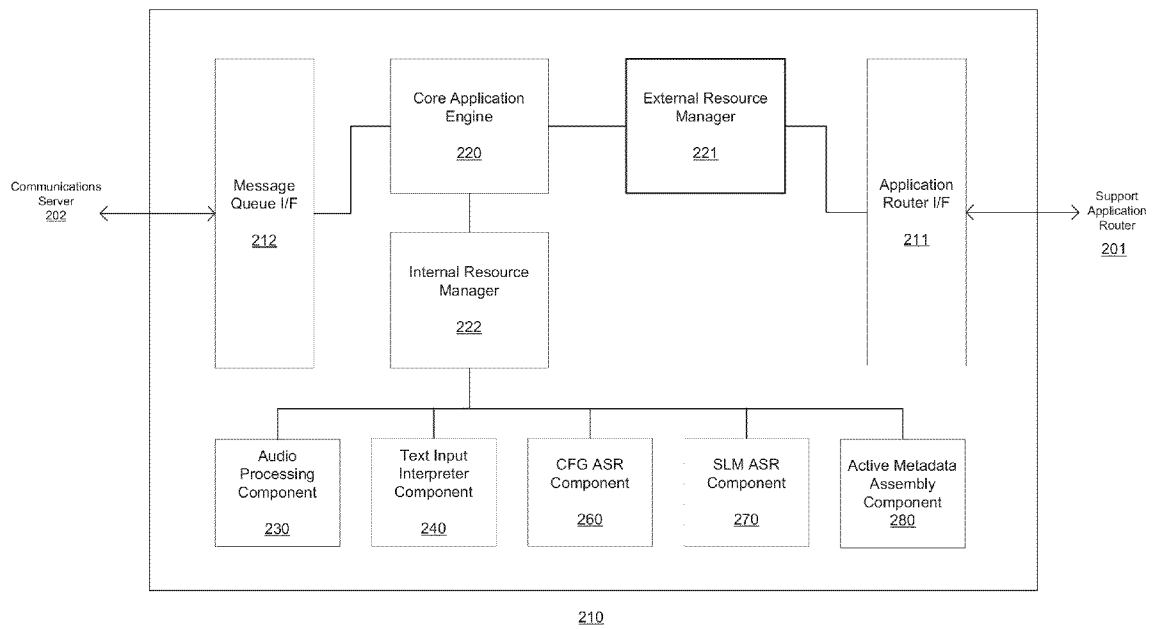 Communications
Server
202
Message
Queue I/F
212
Core Application
Engine
220
External Resource
Manager
221
Application
Router I/F
211
Support
Application
Router
201
Internal Resource
Manager
222
Audio
Processing
Component
230
Text Input
Interpreter
Component
240
CFG ASR
Component
260
SLM ASR
Component
270
Active Metadata
Assembly
Component
280
210